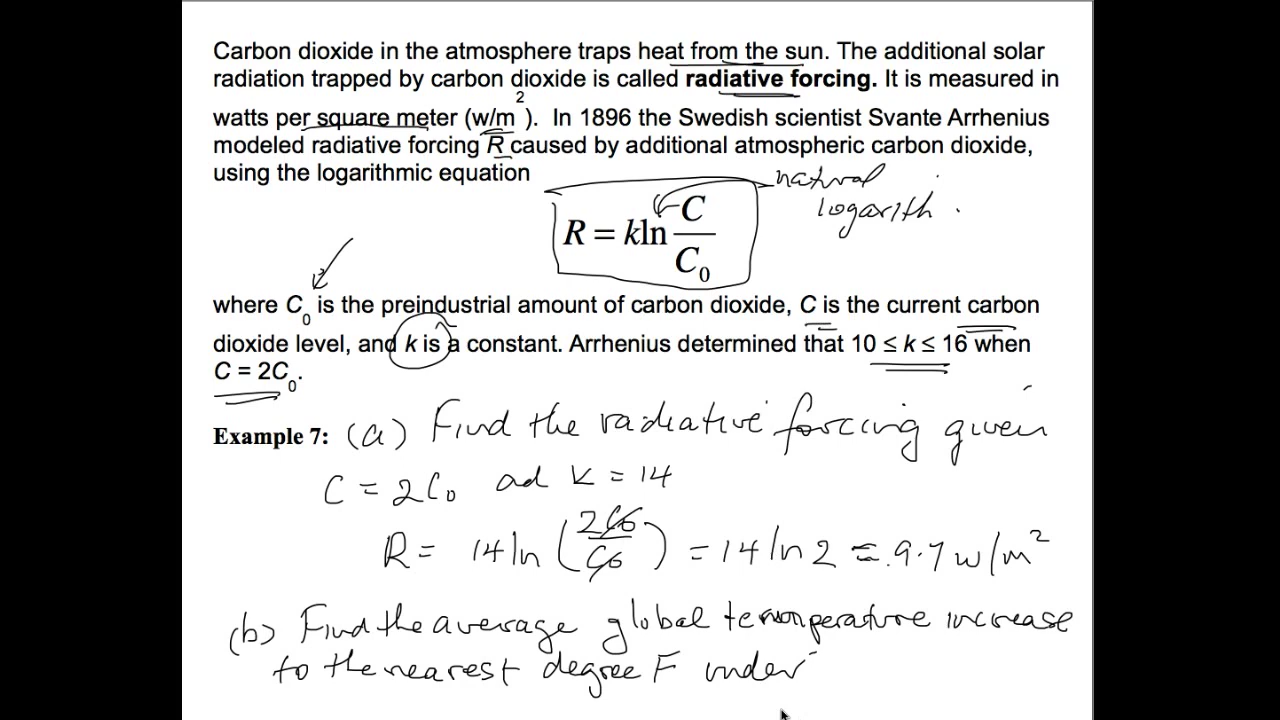 Carbon dioxide in the atmosphere traps heat from the sun. The additional solar
radiation trapped by carbon dioxide is called radiative forcing. It is measured in
watts per square meter (w/m²). In 1896 the Swedish scientist Svante Arrhenius
modeled radiative forcing R caused by additional atmospheric carbon dioxide,
using the logarithmic equation
natural
logarith.
R = kln C/C₀
where C₀ is the preindustrial amount of carbon dioxide, C is the current carbon
dioxide level, and k is a constant. Arrhenius determined that 10 ≤ k ≤ 16 when
C = 2C₀.
Example 7: (a) Find the radiative forcing given
C = 2C₀ ad k = 14
R = 14 ln (2C₀/C₀) = 14 ln 2 = 9.7 w/m²
(b) Find the average global temperature increase
to the nearest degree F under